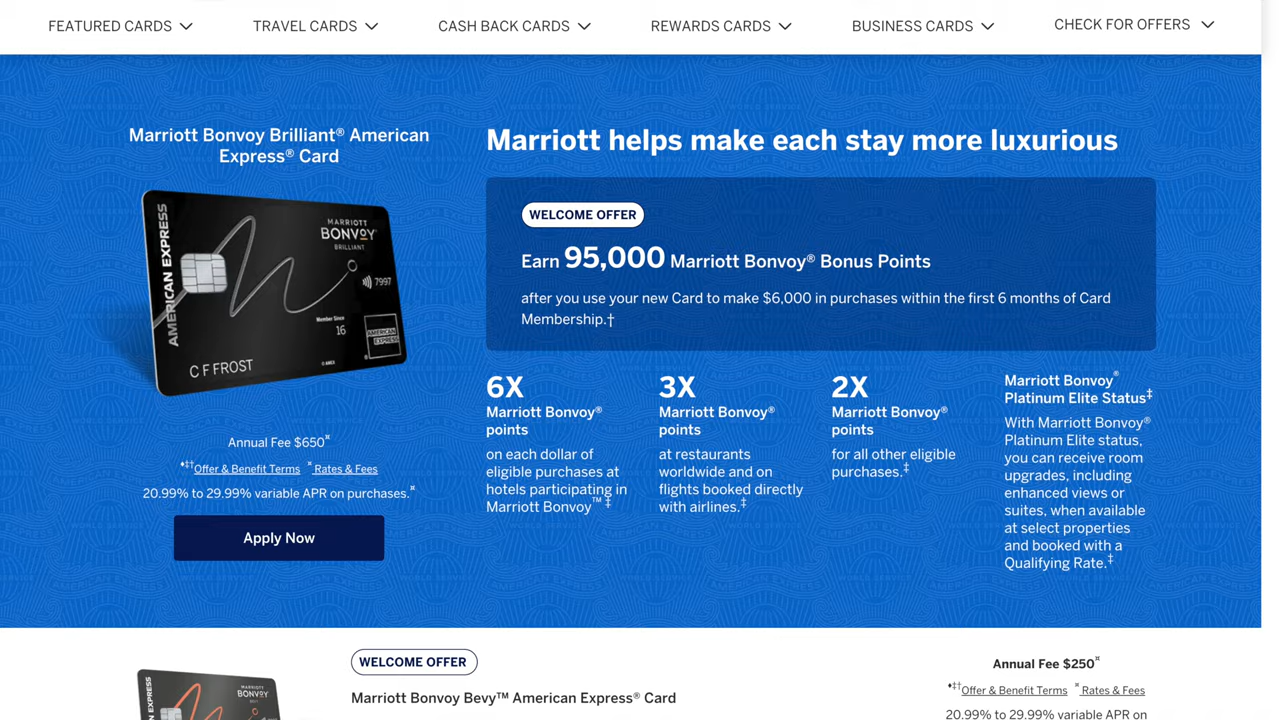 FEATURED CARDS
TRAVEL CARDS
CASH BACK CARDS
REWARDS CARDS
BUSINESS CARDS
CHECK FOR OFFERS
Marriott Bonvoy Brilliant® American
Express® Card
AMERICAN EXPRESS
MARRIOTT
BONVOY
BRILLIANT
7997
Member Since
16
AMERICAN
EXPRESS
® AMEX
C F FROST
Annual Fee $650¤
♦‡†Offer & Benefit Terms ¤Rates & Fees
20.99% to 29.99% variable APR on purchases.¤
Apply Now
Marriott helps make each stay more luxurious
WELCOME OFFER
Earn 95,000 Marriott Bonvoy® Bonus Points
after you use your new Card to make $6,000 in purchases within the first 6 months of Card
Membership.†
6X
Marriott Bonvoy®
points
on each dollar of
eligible purchases at
hotels participating in
Marriott Bonvoy™ ‡
3X
Marriott Bonvoy®
points
at restaurants
worldwide and on
flights booked directly
with airlines.‡
2X
Marriott Bonvoy®
points
for all other eligible
purchases.‡
Marriott Bonvoy®
Platinum Elite Status‡
With Marriott Bonvoy®
Platinum Elite status,
you can receive room
upgrades, including
enhanced views or
suites, when available
at select properties
and booked with a
Qualifying Rate.‡
EXPRESS
MARRIOTT
BONVOY
WELCOME OFFER
Marriott Bonvoy Bevy™ American Express® Card
Annual Fee $250¤
♦‡†Offer & Benefit Terms ¤Rates & Fees
20.99% to 29.99% variable APR on